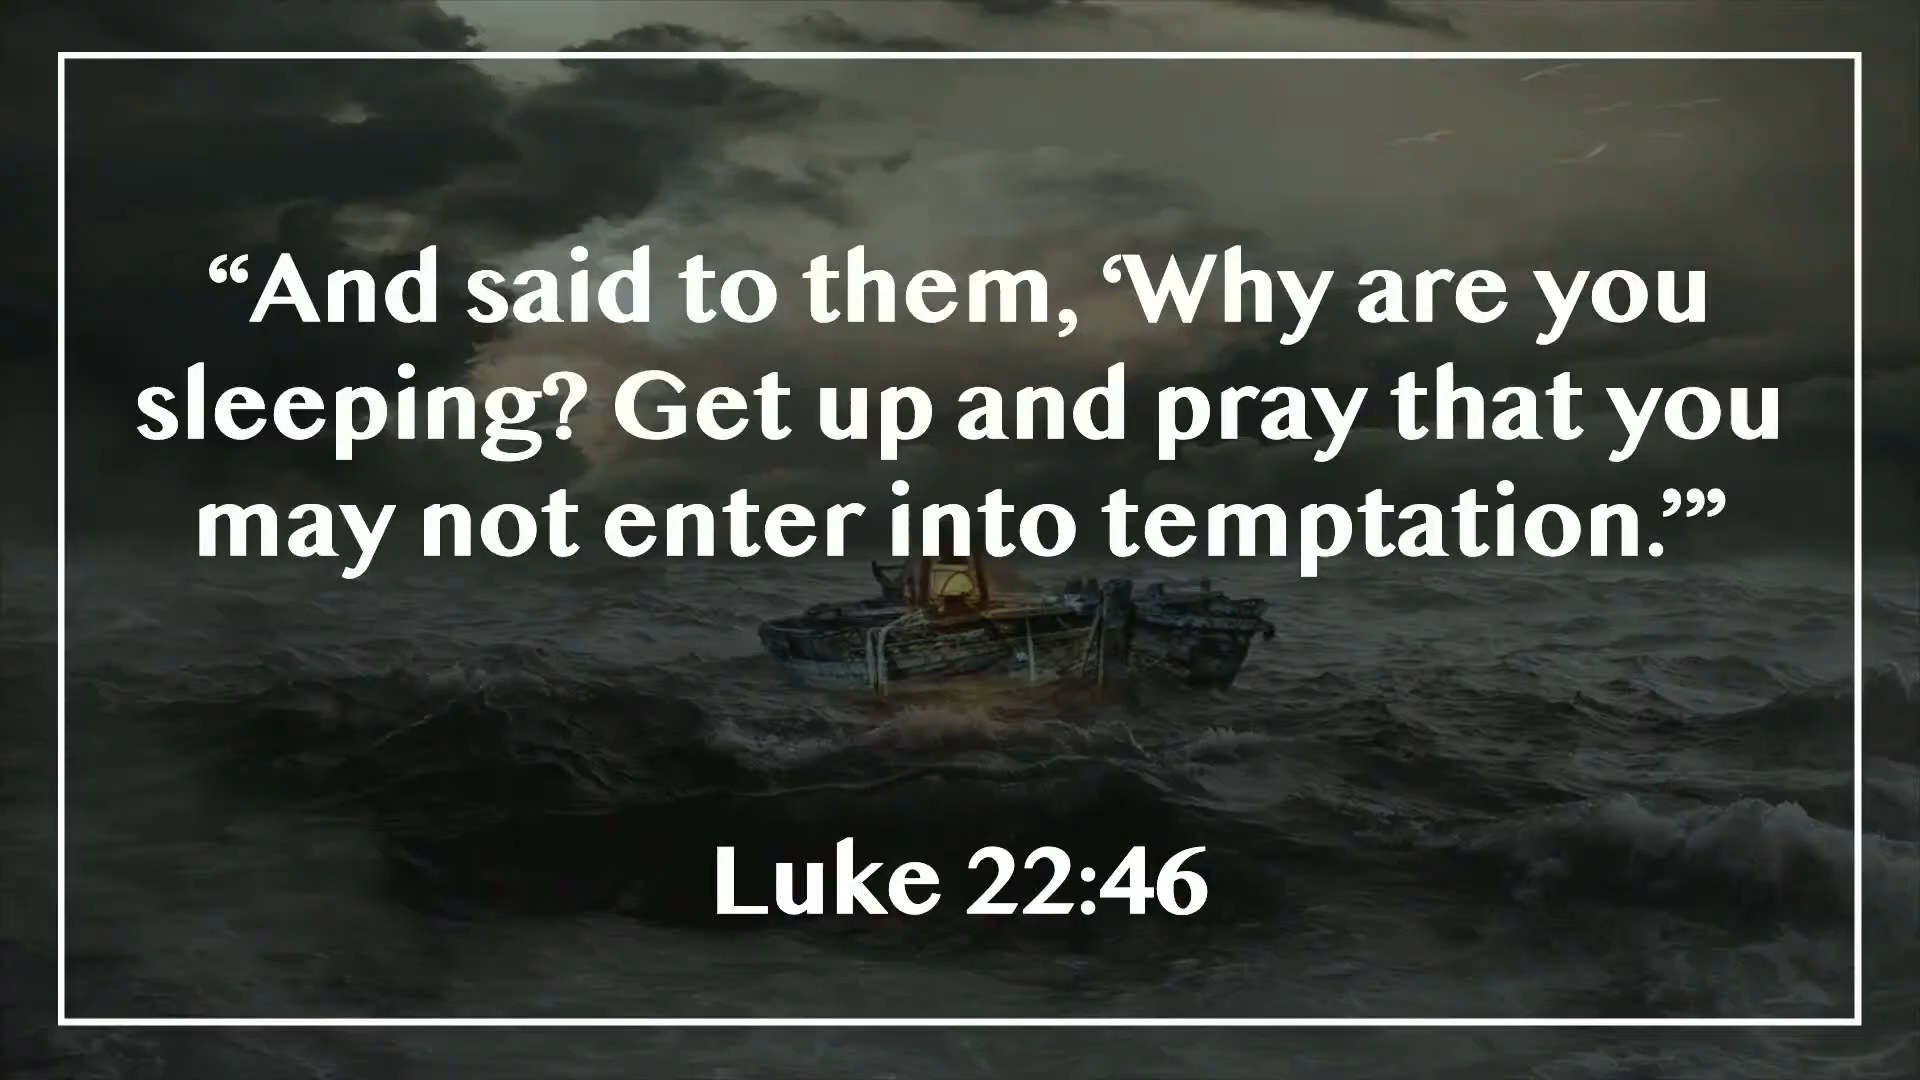 “And said to them, ‘Why are you
sleeping? Get up and pray that you
may not enter into temptation.’”
Luke 22:46